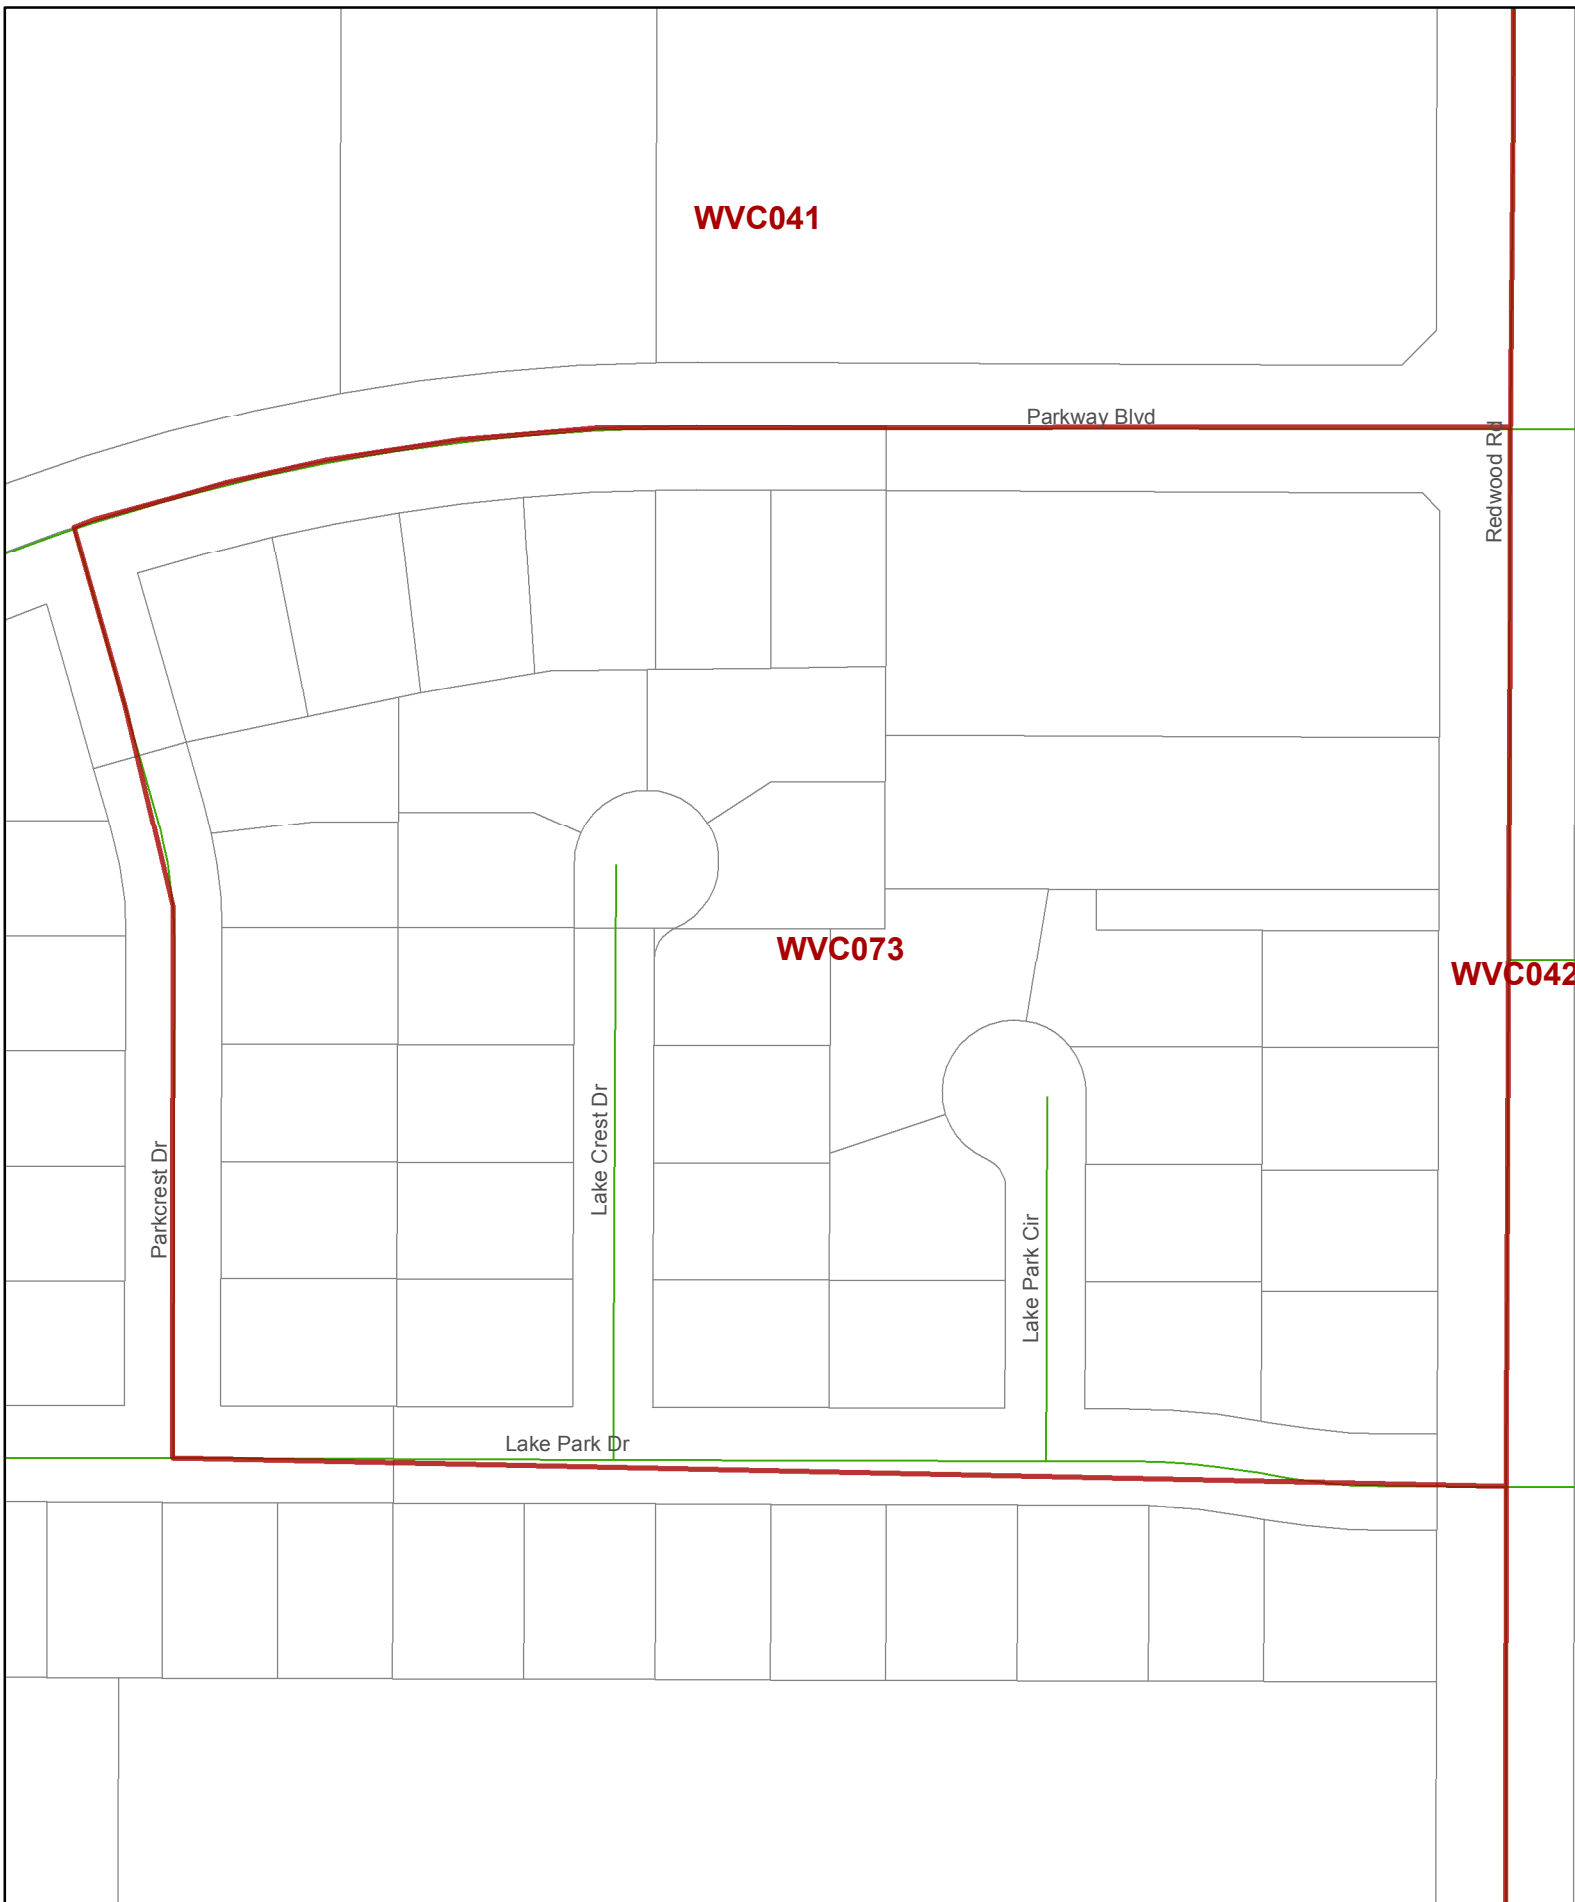 WVC041
Parkway Blvd
Redwood Rd
WVC073
WVC042
Lake Crest Dr
Parkcrest Dr
Lake Park Cir
Lake Park Dr